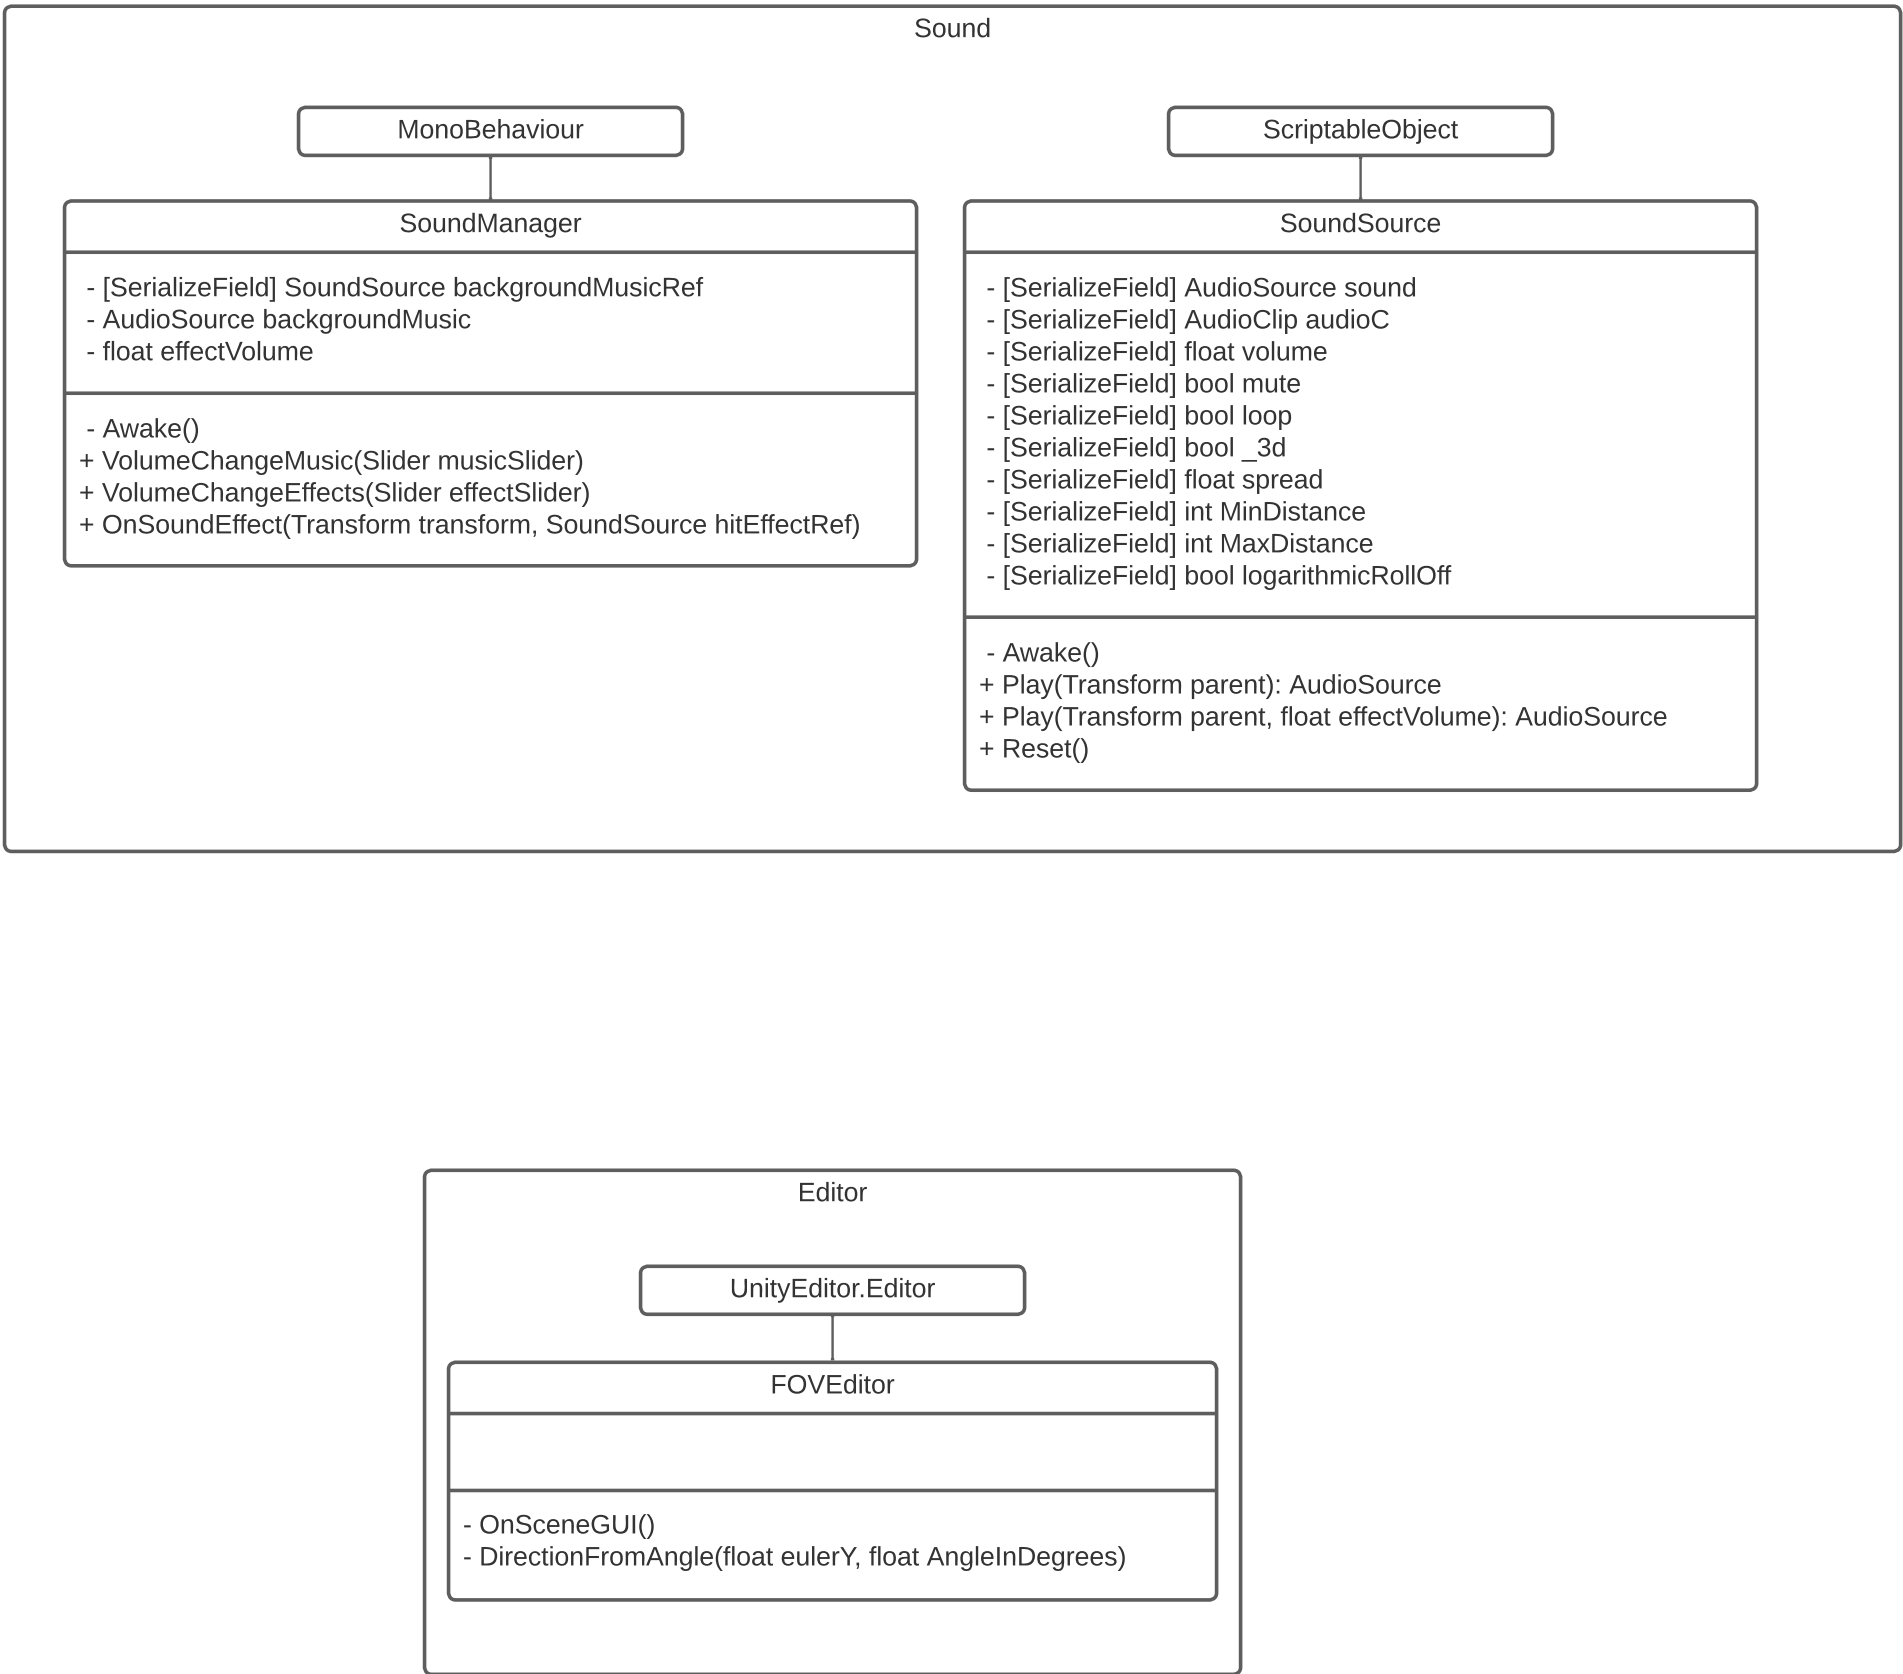 Sound
MonoBehaviour
SoundManager
- [SerializeField] SoundSource backgroundMusicRef
- AudioSource backgroundMusic
- float effectVolume
- Awake()
+ VolumeChangeMusic(Slider musicSlider)
+ VolumeChangeEffects(Slider effectSlider)
+ OnSoundEffect(Transform transform, SoundSource hitEffectRef)
ScriptableObject
SoundSource
- [SerializeField] AudioSource sound
- [SerializeField] AudioClip audioC
- [SerializeField] float volume
- [SerializeField] bool mute
- [SerializeField] bool loop
- [SerializeField] bool _3d
- [SerializeField] float spread
- [SerializeField] int MinDistance
- [SerializeField] int MaxDistance
- [SerializeField] bool logarithmicRollOff
- Awake()
+ Play(Transform parent): AudioSource
+ Play(Transform parent, float effectVolume): AudioSource
+ Reset()
Editor
UnityEditor.Editor
FOVEditor
- OnSceneGUI()
- DirectionFromAngle(float eulerY, float AngleInDegrees)